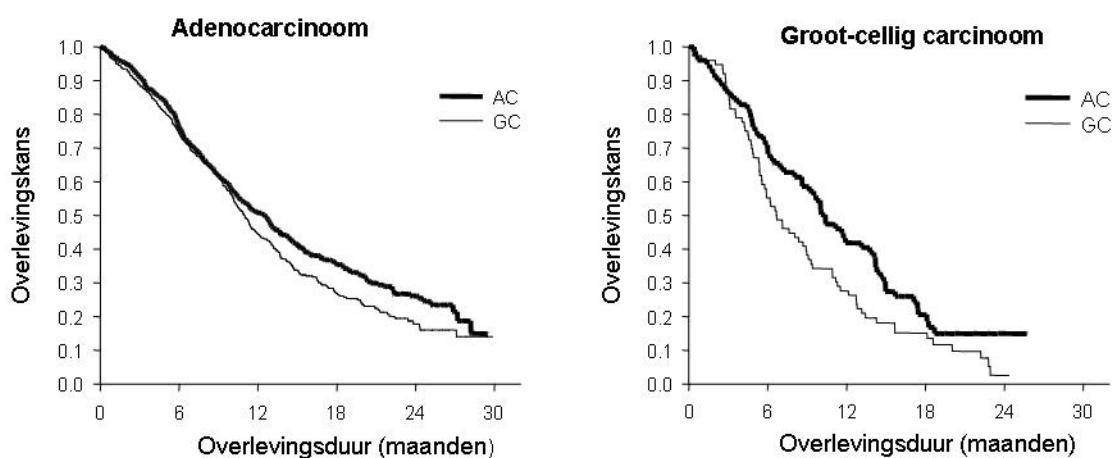 Adenocarcinoom
1.0
0.9
0.8
0.7
0.6
0.5
0.4
0.3
0.2
0.1
0.0
Overlevingskans
AC
GC
0 6 12 18 24 30
Overlevingsduur (maanden)
Groot-cellig carcinoom
1.0
0.9
0.8
0.7
0.6
0.5
0.4
0.3
0.2
0.1
0.0
Overlevingskans
AC
GC
0 6 12 18 24 30
Overlevingsduur (maanden)